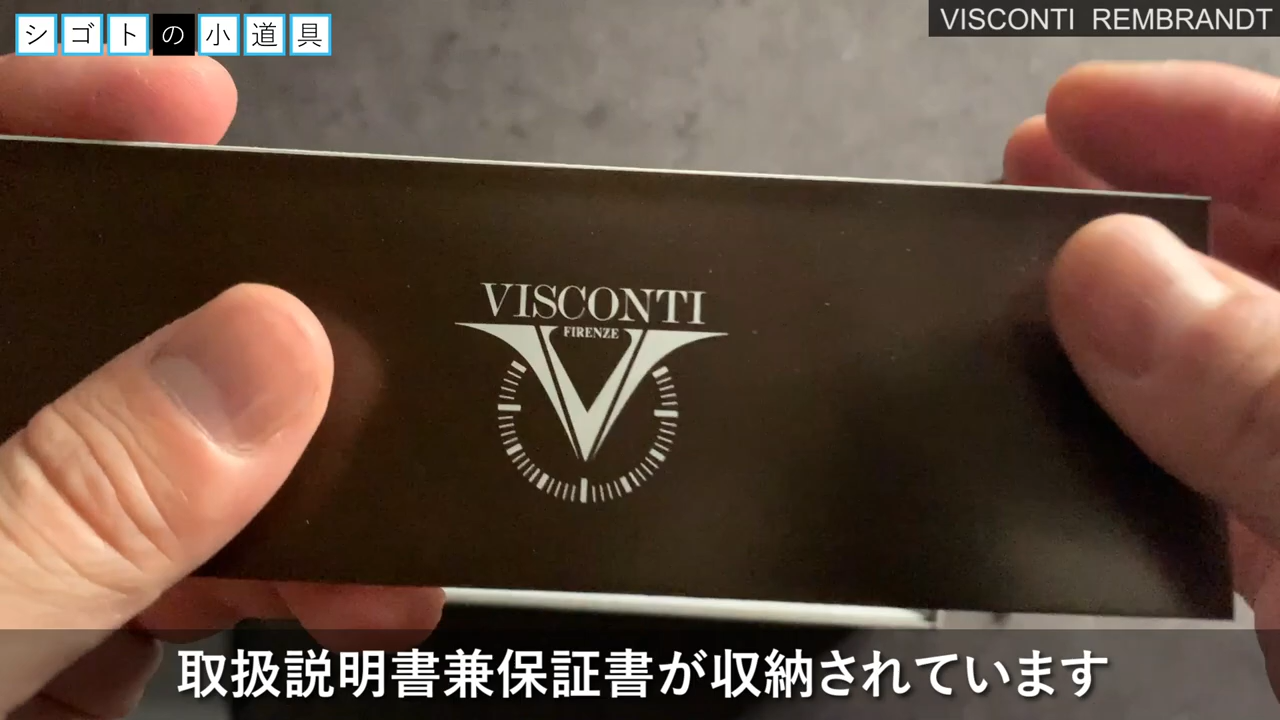 シゴトの小道具
VISCONTI REMBRANDT
VISCONTI
FIRENZE
取扱説明書兼保証書が収納されています